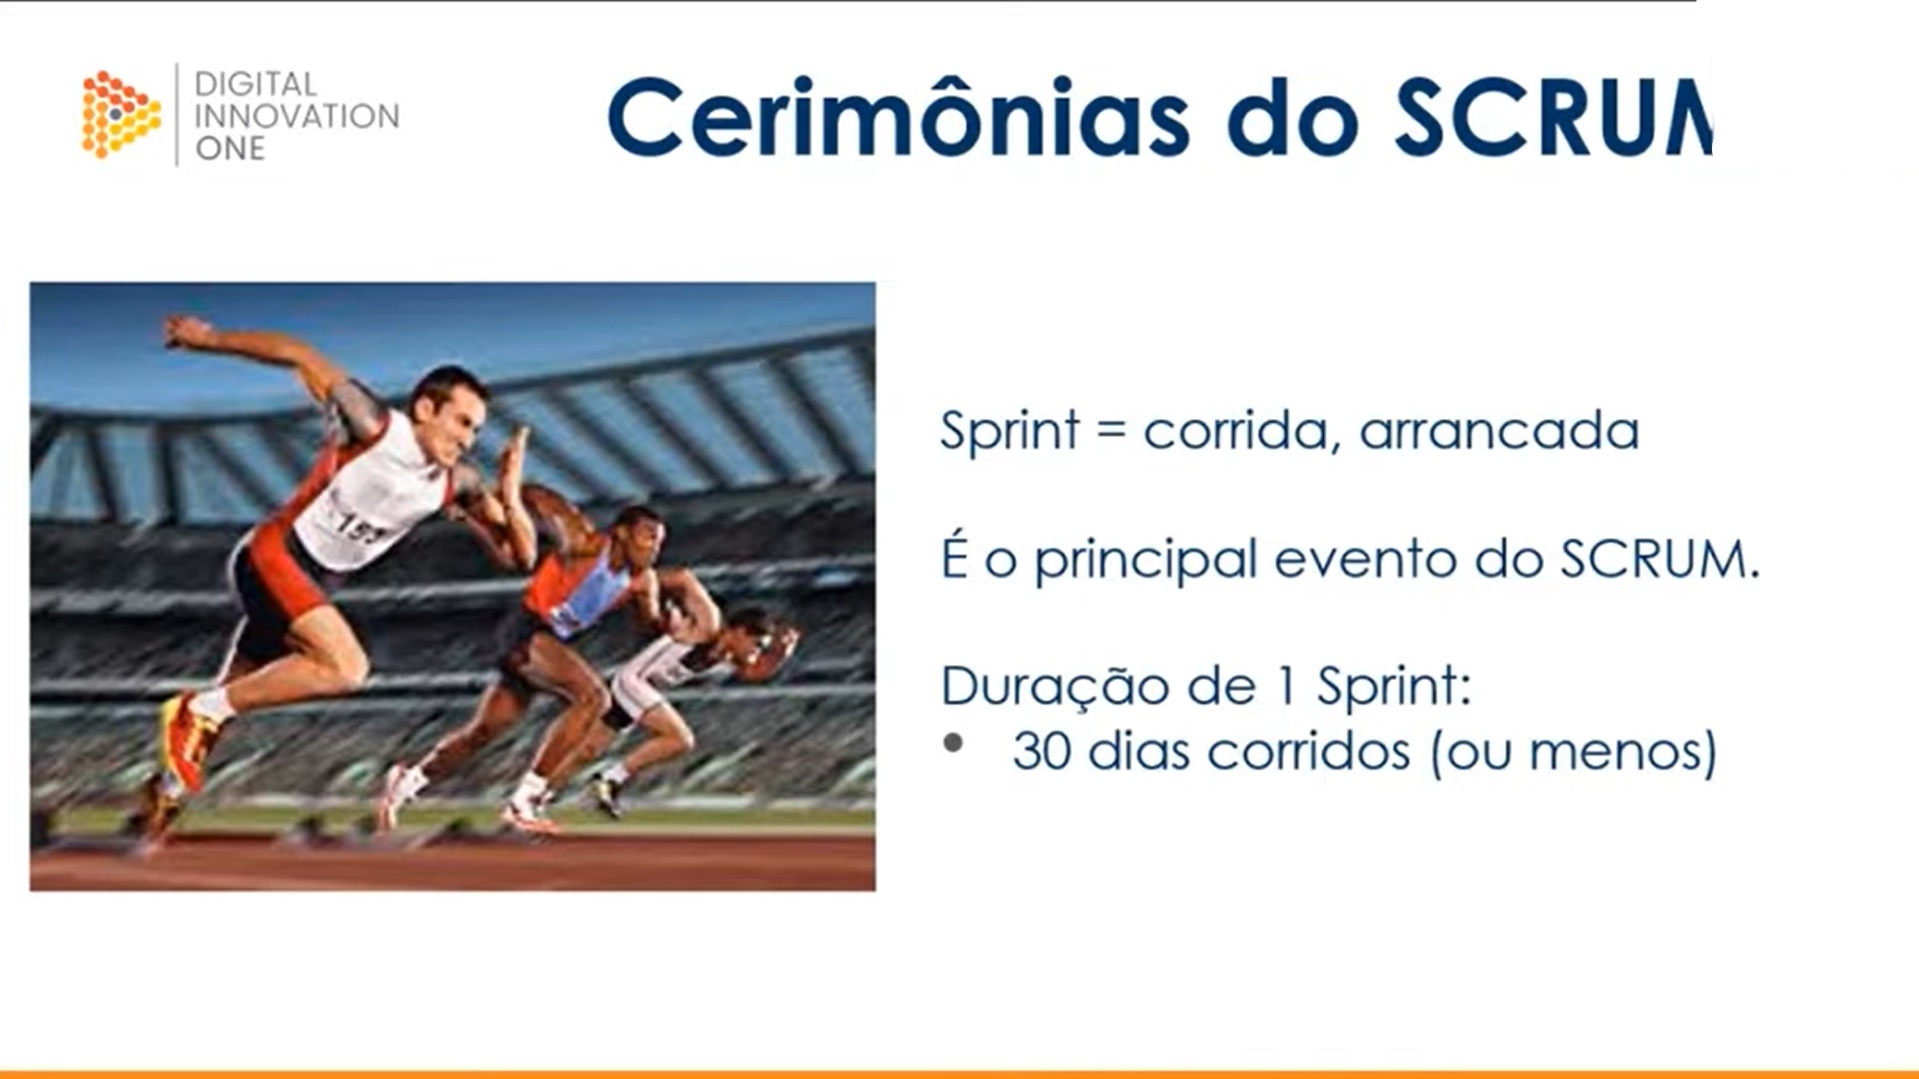 DIGITAL
INNOVATION
ONE
Cerimônias do SCRUM
Sprint = corrida, arrancada
É o principal evento do SCRUM.
Duração de 1 Sprint:
• 30 dias corridos (ou menos)